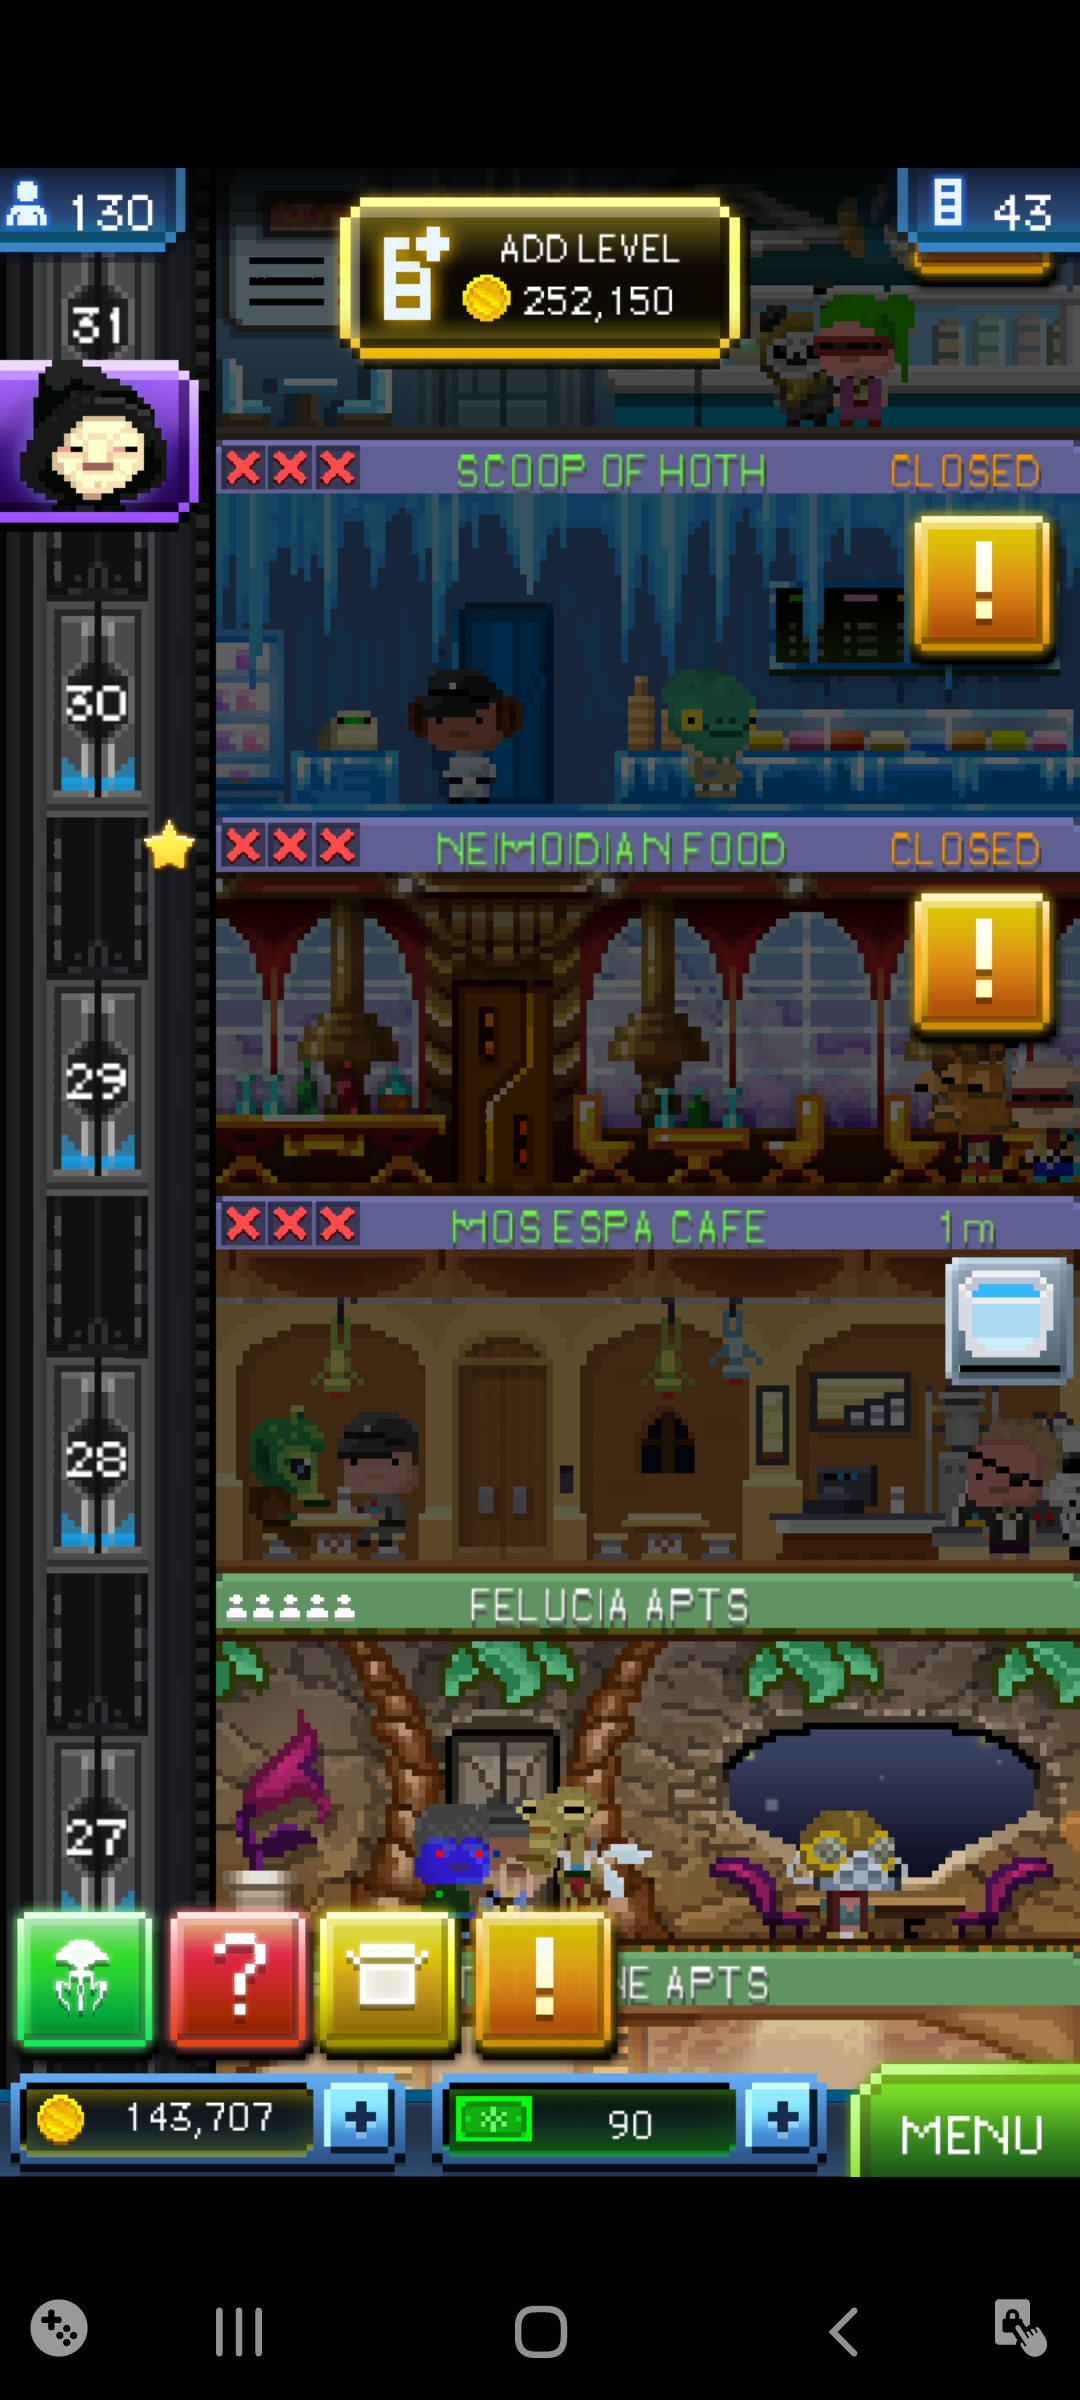 130
ADD LEVEL
252,150
43
31
SCOOP OF HOTH
CLOSED
!
30
NEIMOIDIAN FOOD
CLOSED
!
29
MOS ESPA CAFE
1m
28
FELUCIA APTS
27
?
!
APTS
143,707
+
90
+
MENU